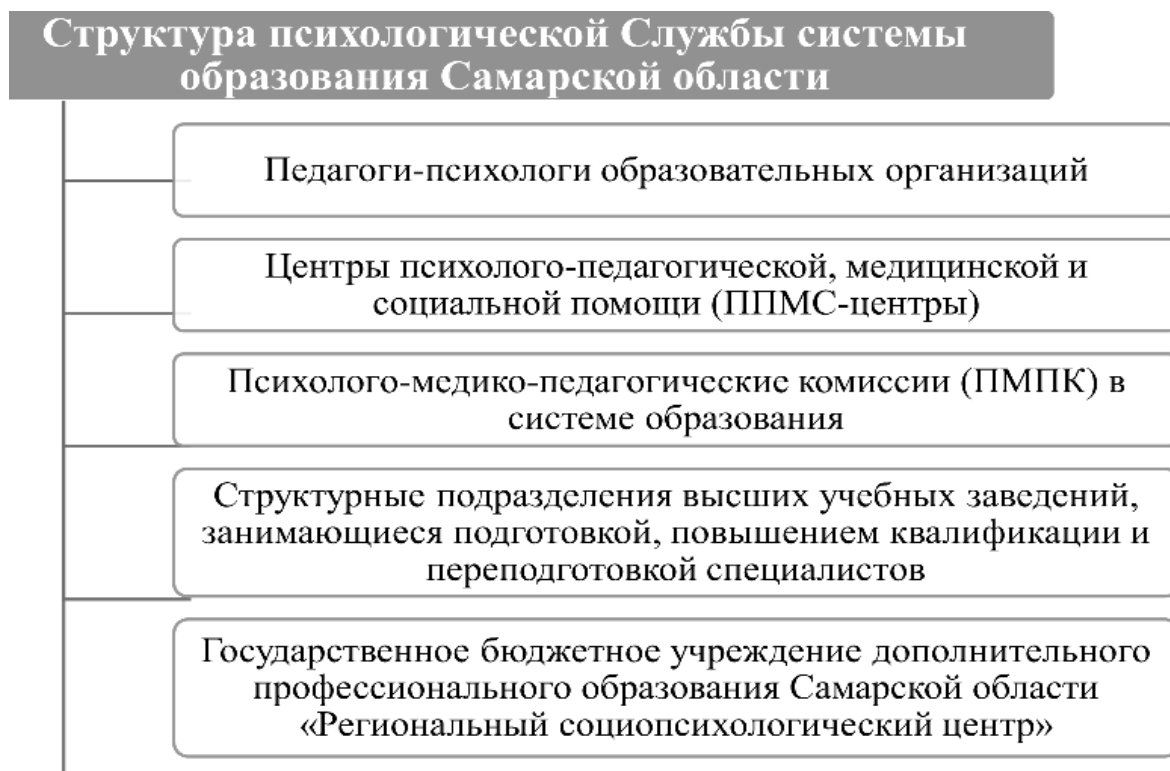 Структура психологической Службы системы
образования Самарской области
Педагоги-психологи образовательных организаций
Центры психолого-педагогической, медицинской и
социальной помощи (ППМС-центры)
Психолого-медико-педагогические комиссии (ПМПК) в
системе образования
Структурные подразделения высших учебных заведений,
занимающиеся подготовкой, повышением квалификации и
переподготовкой специалистов
Государственное бюджетное учреждение дополнительного
профессионального образования Самарской области
«Региональный социопсихологический центр»